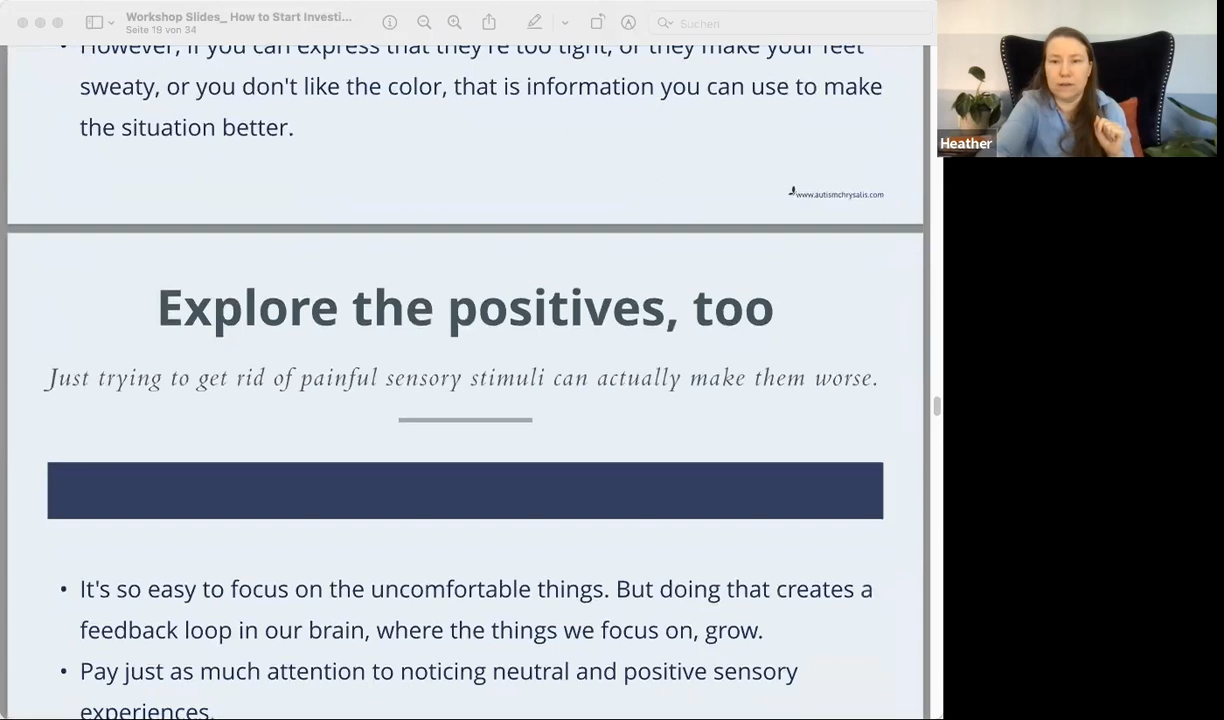 Workshop Slides_ How to Start Investi...
Seite 19 von 34
Suchen
However, if you can express that they're too tight, or they make your feet
sweaty, or you don't like the color, that is information you can use to make
the situation better.
www.autismchrysalis.com
Explore the positives, too
Just trying to get rid of painful sensory stimuli can actually make them worse.
• It's so easy to focus on the uncomfortable things. But doing that creates a
feedback loop in our brain, where the things we focus on, grow.
• Pay just as much attention to noticing neutral and positive sensory
experiences.
Heather